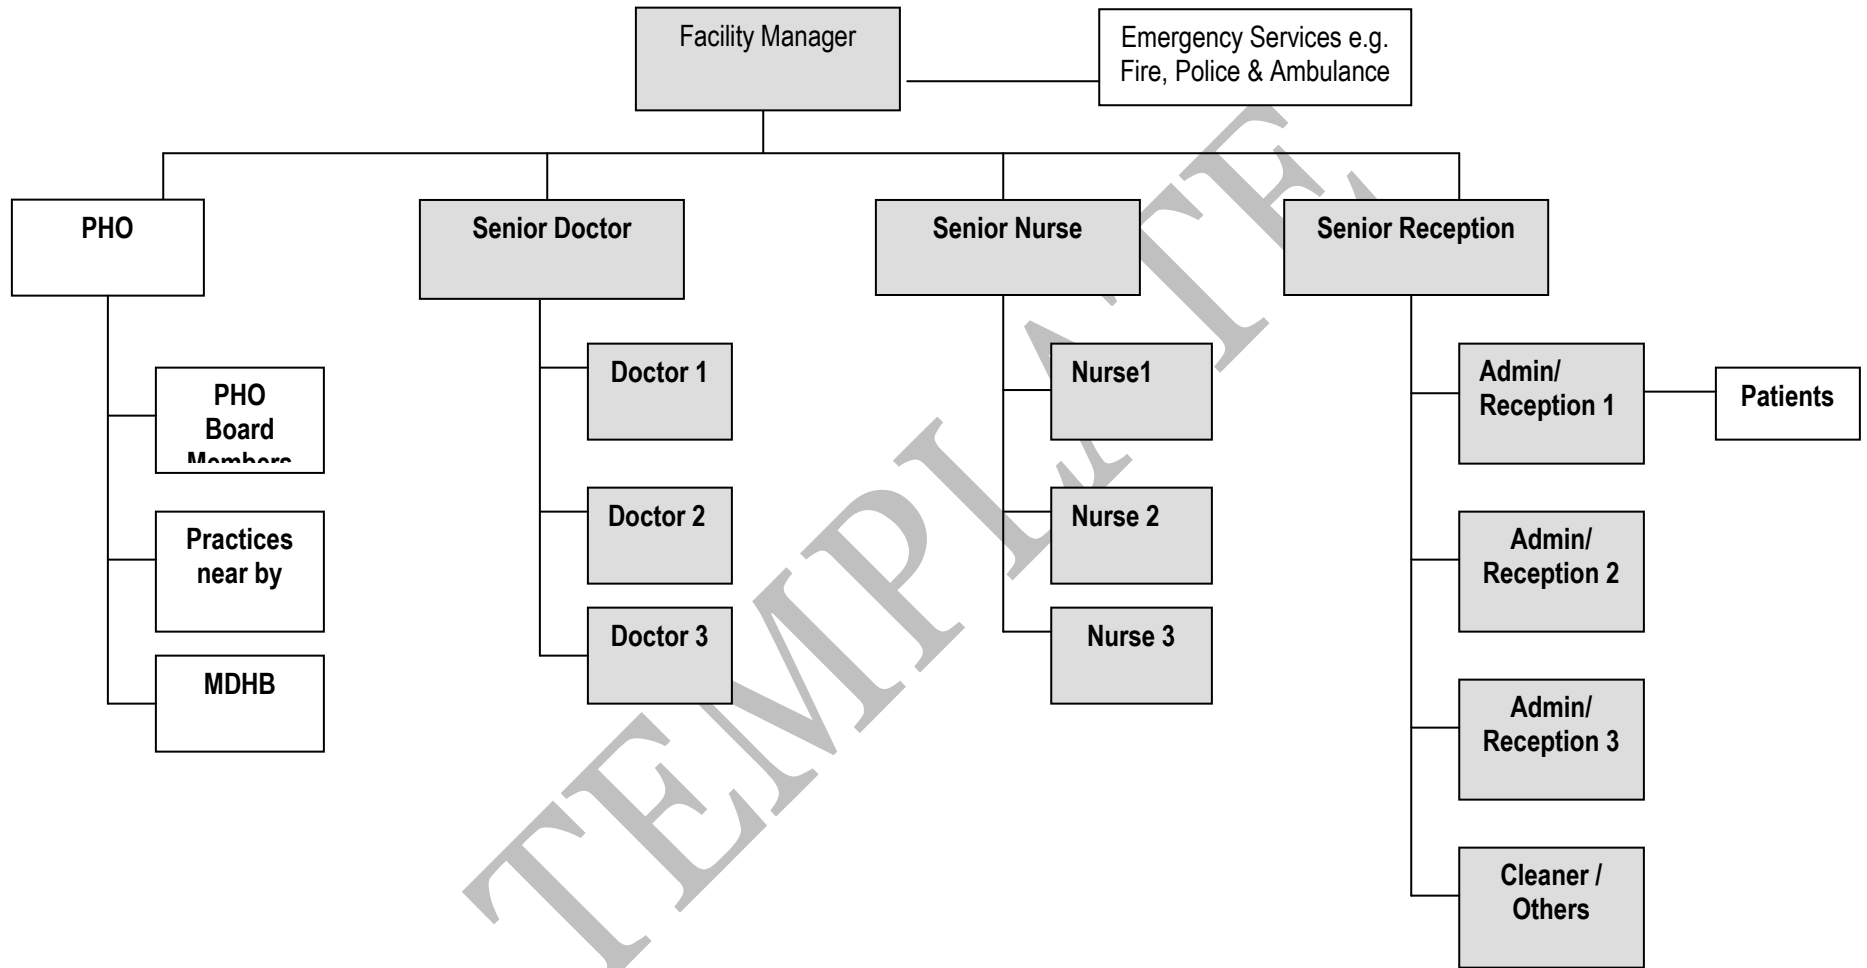 Facility Manager
Emergency Services e.g.
Fire, Police & Ambulance
PHO
Senior Doctor
Senior Nurse
Senior Reception
PHO
Board
Members
Practices
near by
MDHB
Doctor 1
Doctor 2
Doctor 3
Nurse1
Nurse 2
Nurse 3
Admin/
Reception 1
Patients
Admin/
Reception 2
Admin/
Reception 3
Cleaner /
Others
TEMPLATE